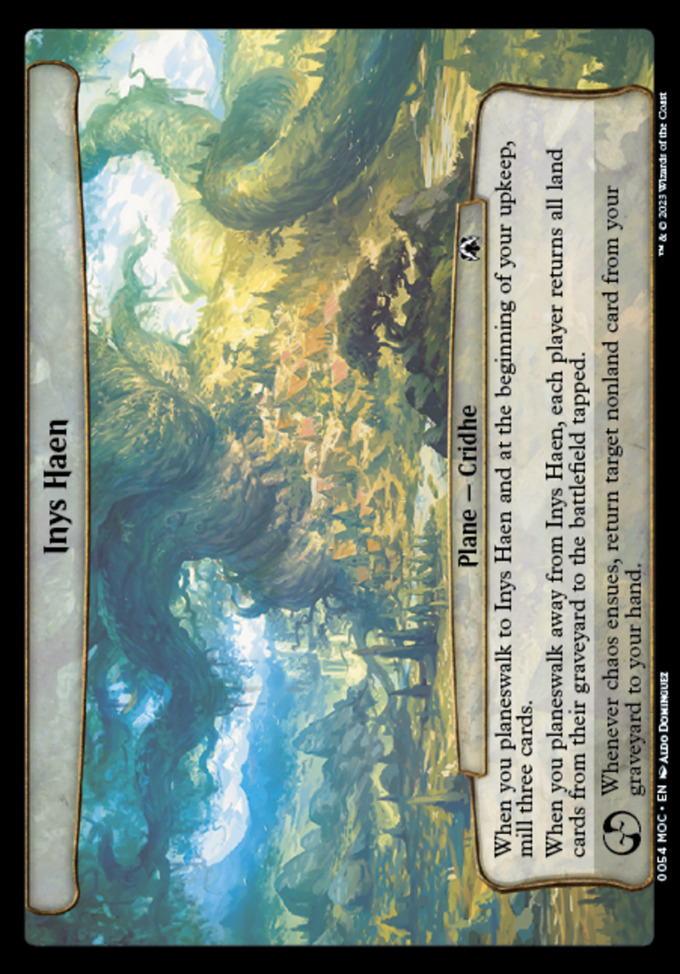 Inys Haen
Plane — Cridhe
When you planeswalk to Inys Haen and at the beginning of your upkeep,
mill three cards.
When you planeswalk away from Inys Haen, each player returns all land
cards from their graveyard to the battlefield tapped.
Whenever chaos ensues, return target nonland card from your
graveyard to your hand.
0054 MOC • EN Aldo Domínguez
™ & © 2023 Wizards of the Coast